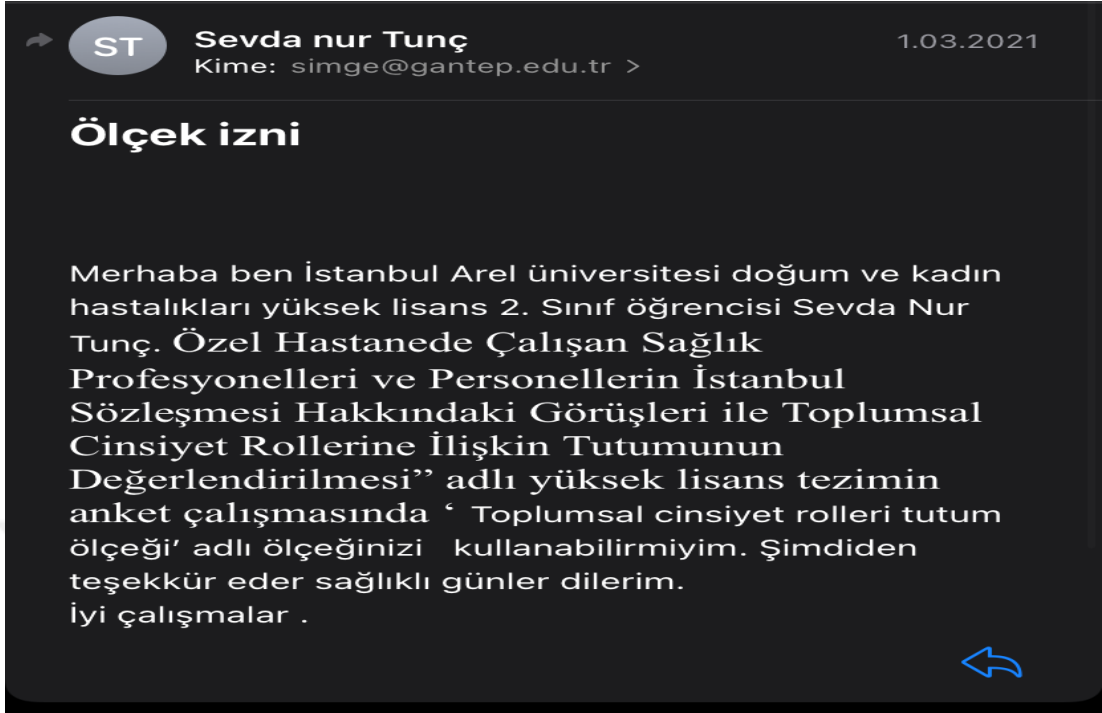 ST
Sevda nur Tunç
1.03.2021
Kime: simge@gantep.edu.tr >
Ölçek izni
Merhaba ben İstanbul Arel üniversitesi doğum ve kadın
hastalıkları yüksek lisans 2. Sınıf öğrencisi Sevda Nur
Tunç. Özel Hastanede Çalışan Sağlık
Profesyonelleri ve Personellerin İstanbul
Sözleşmesi Hakkındaki Görüşleri ile Toplumsal
Cinsiyet Rollerine İlişkin Tutumunun
Değerlendirilmesi” adlı yüksek lisans tezimin
anket çalışmasında ‘ Toplumsal cinsiyet rolleri tutum
ölçeği’ adlı ölçeğinizi kullanabilirmiyim. Şimdiden
teşekkür eder sağlıklı günler dilerim.
İyi çalışmalar .